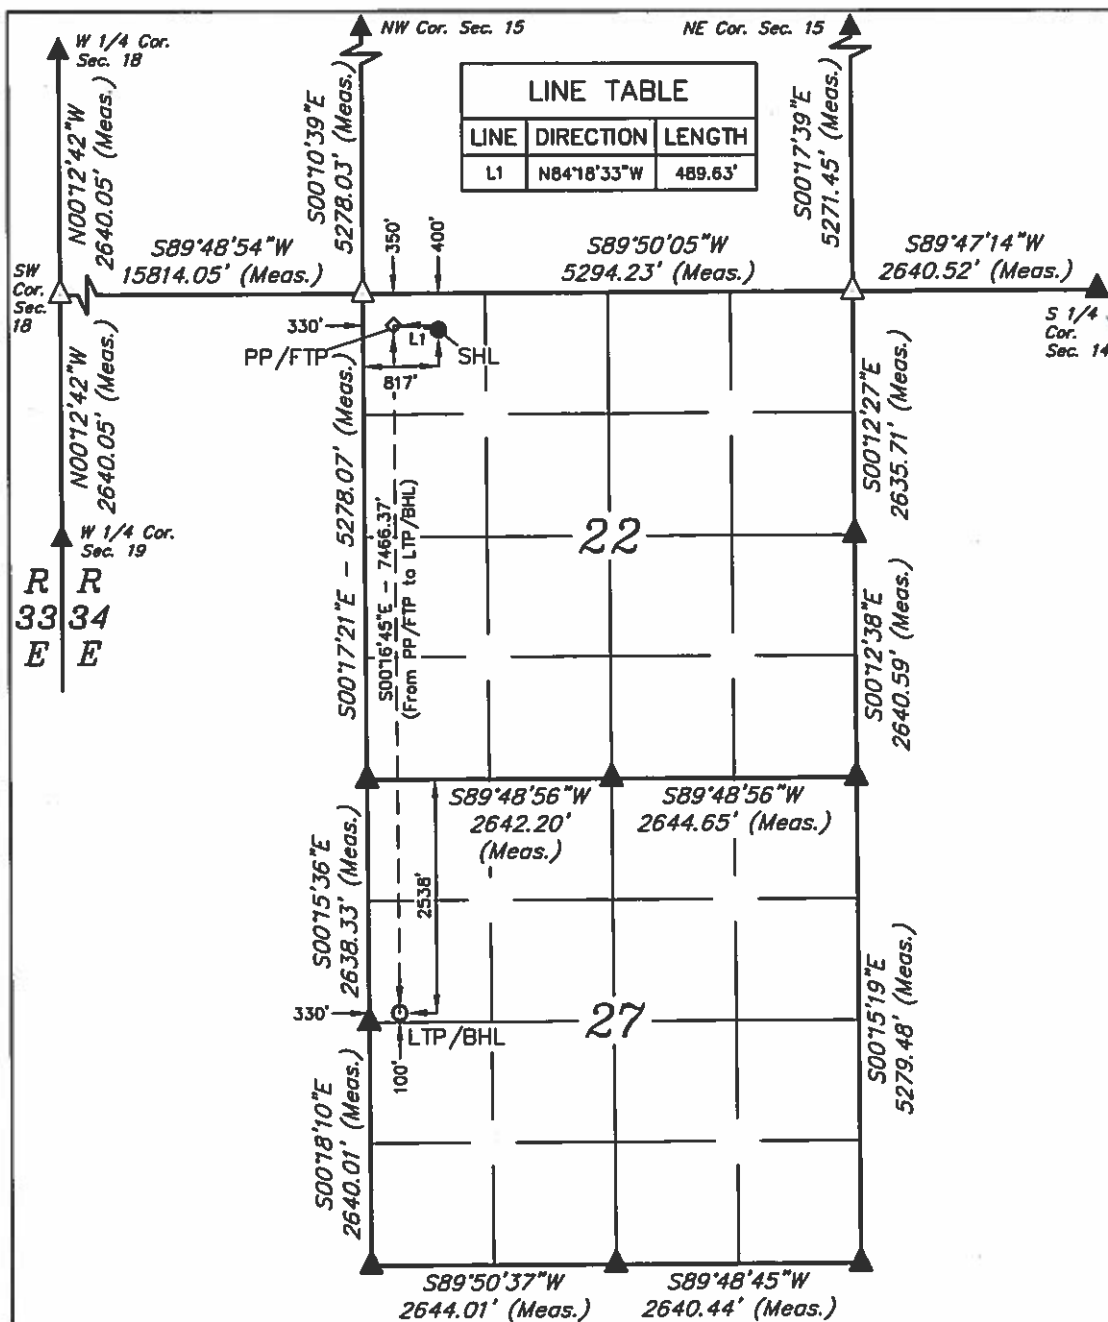 W 1/4 Cor.
Sec. 18
NW Cor. Sec. 15
NE Cor. Sec. 15
N00°12'42"W
2640.05' (Meas.)
S00°10'39"E
5278.03' (Meas.)
LINE TABLE
LINE DIRECTION LENGTH
L1 N84°18'33"W 489.63'
S00°17'39"E
5271.45' (Meas.)
S89°48'54"W
15814.05' (Meas.)
350'
400'
S89°50'05"W
5294.23' (Meas.)
S89°47'14"W
2640.52' (Meas.)
SW
Cor.
Sec.
18
S 1/4
Cor.
Sec. 14
330'
L1
PP/FTP
SHL
817'
N00°12'42"W
2640.05' (Meas.)
W 1/4 Cor.
Sec. 19
R R
33 34
E E
S00°17'21"E – 5278.07' (Meas.)
S00°16'45"E – 7466.37'
(From PP/FTP to LTP/BHL)
22
S00°12'27"E
2635.71' (Meas.)
S00°12'38"E
2640.59' (Meas.)
S89°48'56"W
2642.20'
(Meas.)
S89°48'56"W
2644.65' (Meas.)
S00°15'36"E
2638.33' (Meas.)
2538'
330'
27
LTP/BHL
100'
S00°15'19"E
5279.48' (Meas.)
S00°18'10"E
2640.01' (Meas.)
S89°50'37"W
2644.01' (Meas.)
S89°48'45"W
2640.44' (Meas.)